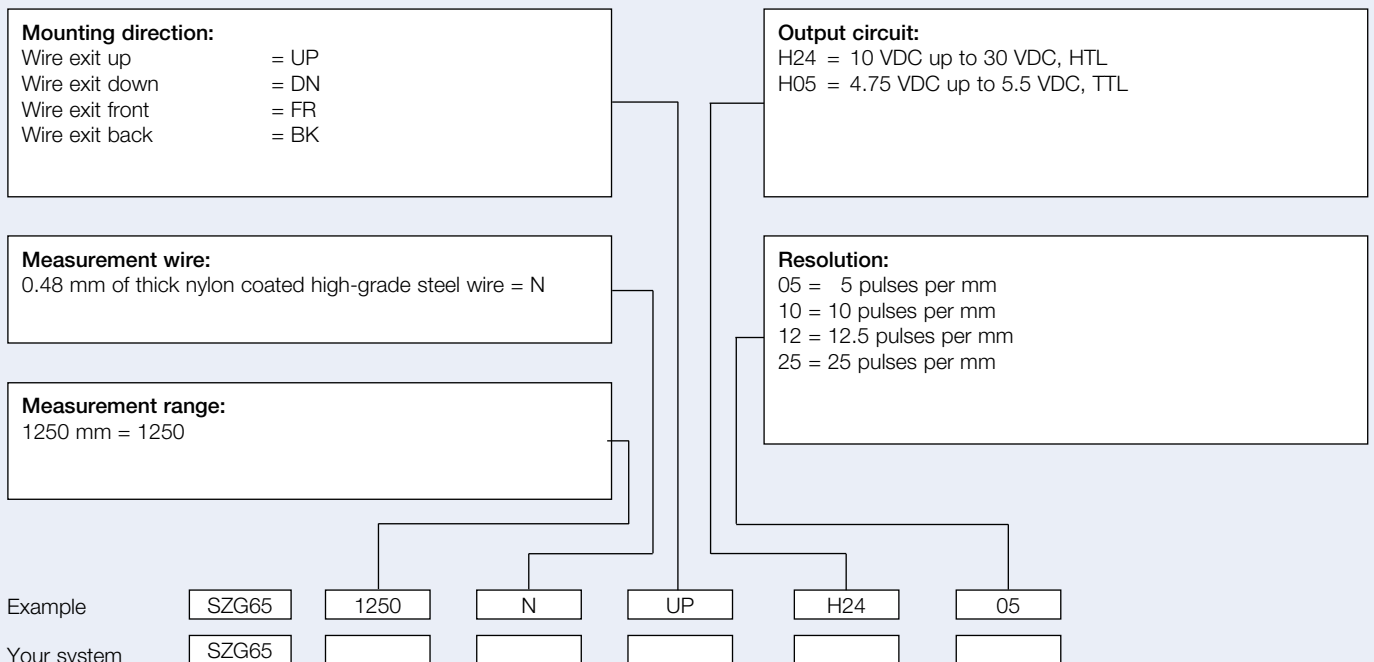 Mounting direction:
Wire exit up = UP
Wire exit down = DN
Wire exit front = FR
Wire exit back = BK
Measurement wire:
0.48 mm of thick nylon coated high-grade steel wire = N
Measurement range:
1250 mm = 1250
Output circuit:
H24 = 10 VDC up to 30 VDC, HTL
H05 = 4.75 VDC up to 5.5 VDC, TTL
Resolution:
05 = 5 pulses per mm
10 = 10 pulses per mm
12 = 12.5 pulses per mm
25 = 25 pulses per mm
Example SZG65 1250 N UP H24 05
Your system SZG65